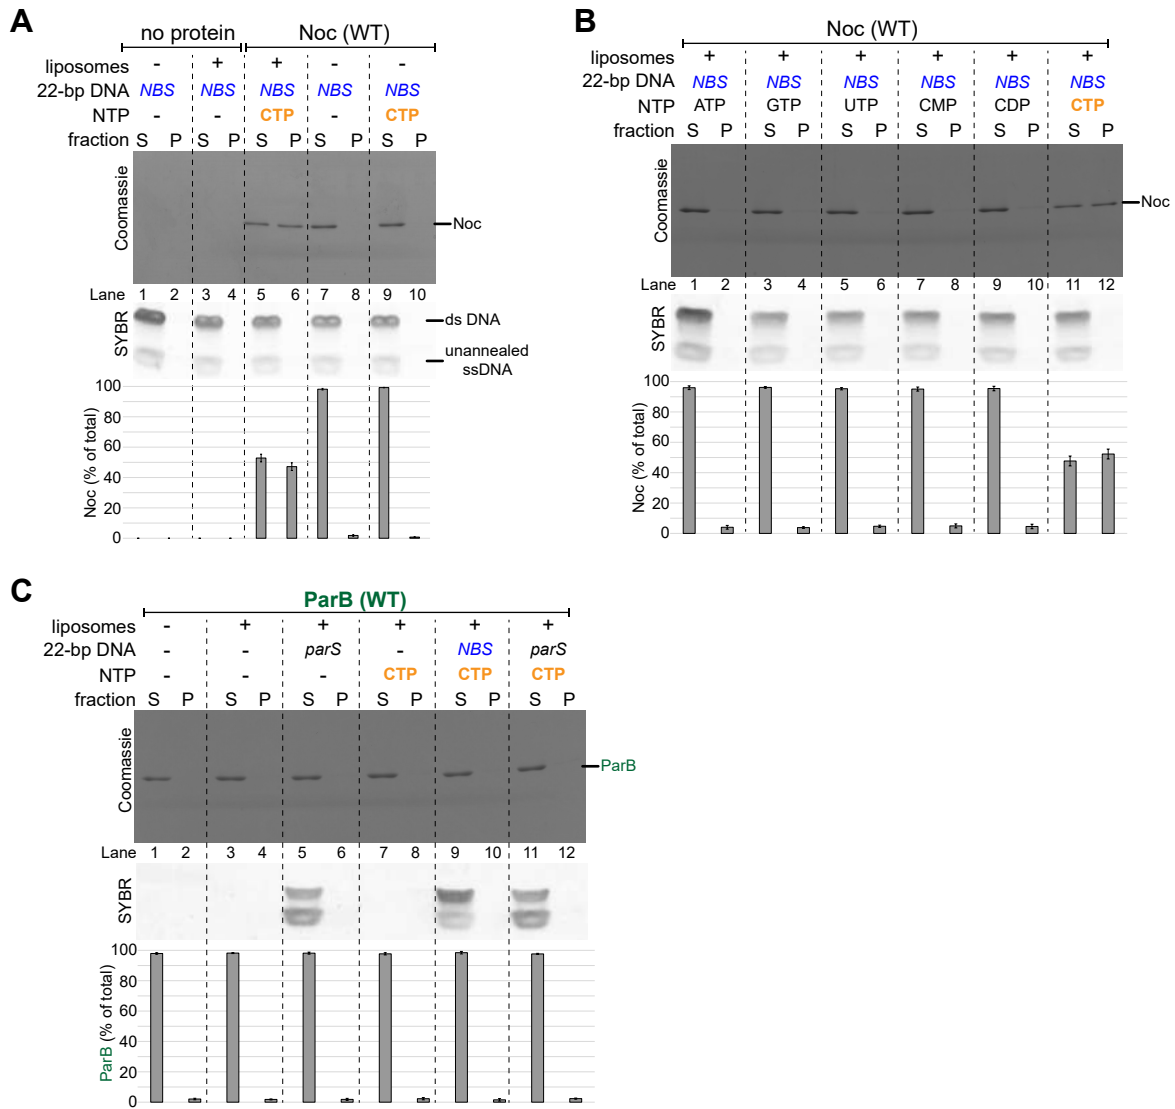 A
no protein Noc (WT)
liposomes - + + - -
22-bp DNA NBS NBS NBS NBS NBS
NTP - - CTP - CTP
fraction S P S P S P S P S P
Coomassie
Noc
Lane 1 2 3 4 5 6 7 8 9 10
SYBR
ds DNA
unannealed
ssDNA
Noc (% of total)
100
80
60
40
20
0
B
Noc (WT)
liposomes + + + + + +
22-bp DNA NBS NBS NBS NBS NBS NBS
NTP ATP GTP UTP CMP CDP CTP
fraction S P S P S P S P S P S P
Coomassie
Noc
Lane 1 2 3 4 5 6 7 8 9 10 11 12
SYBR
Noc (% of total)
100
80
60
40
20
0
C
ParB (WT)
liposomes - + + + + +
22-bp DNA - - parS - NBS parS
NTP - - - CTP CTP CTP
fraction S P S P S P S P S P S P
Coomassie
ParB
Lane 1 2 3 4 5 6 7 8 9 10 11 12
SYBR
ParB (% of total)
100
80
60
40
20
0